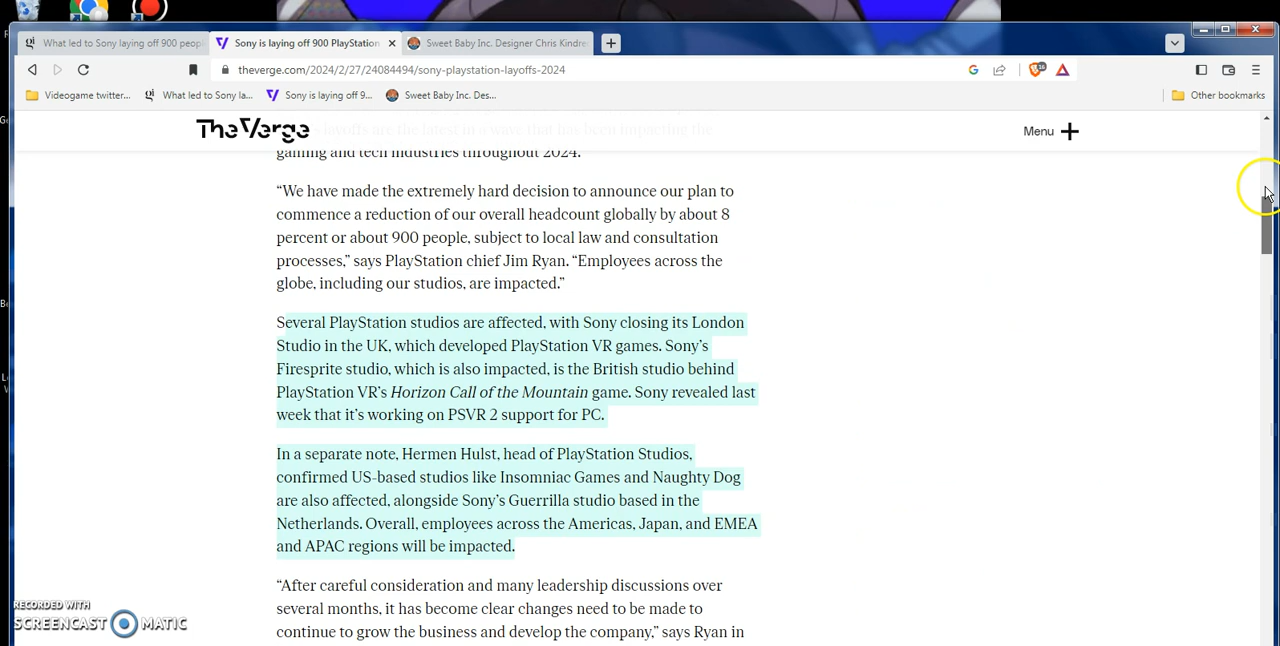 What led to Sony laying off 900 peopl
Sony is laying off 900 PlayStation
Sweet Baby Inc. Designer Chris Kindre
theverge.com/2024/2/27/24084494/sony-playstation-layoffs-2024
16
Videogame twitter...
What led to Sony la...
Sony is laying off 9...
Sweet Baby Inc. Des...
Other bookmarks
TheVerge
Menu
layoffs are the latest in a wave that has been impacting the
gaming and tech industries throughout 2024.
“We have made the extremely hard decision to announce our plan to
commence a reduction of our overall headcount globally by about 8
percent or about 900 people, subject to local law and consultation
processes,” says PlayStation chief Jim Ryan. “Employees across the
globe, including our studios, are impacted.”
Several PlayStation studios are affected, with Sony closing its London
Studio in the UK, which developed PlayStation VR games. Sony’s
Firesprite studio, which is also impacted, is the British studio behind
PlayStation VR’s Horizon Call of the Mountain game. Sony revealed last
week that it’s working on PSVR 2 support for PC.
In a separate note, Hermen Hulst, head of PlayStation Studios,
confirmed US-based studios like Insomniac Games and Naughty Dog
are also affected, alongside Sony’s Guerrilla studio based in the
Netherlands. Overall, employees across the Americas, Japan, and EMEA
and APAC regions will be impacted.
“After careful consideration and many leadership discussions over
several months, it has become clear changes need to be made to
continue to grow the business and develop the company,” says Ryan in
RECORDED WITH
SCREENCAST MATIC